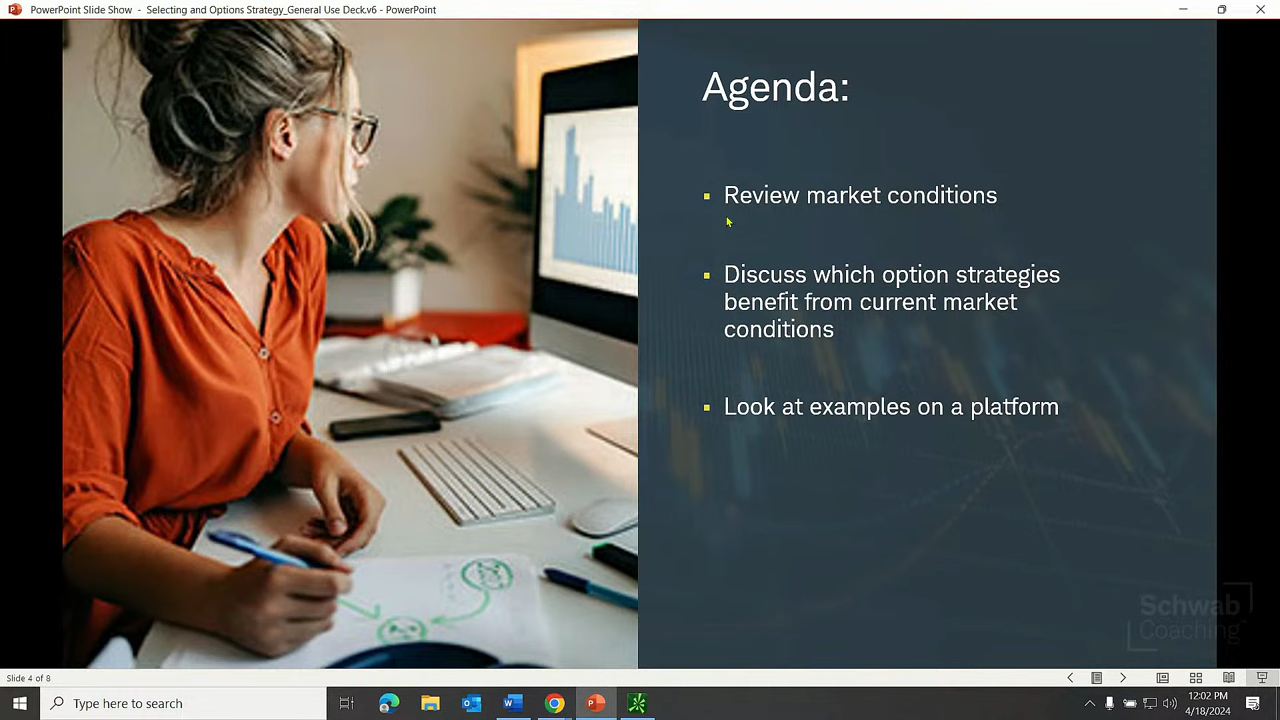 PowerPoint Slide Show - Selecting and Options Strategy_General Use Deck.v6 - PowerPoint
Agenda:
Review market conditions
Discuss which option strategies
benefit from current market
conditions
Look at examples on a platform
Schwab
Coaching
Slide 4 of 8
Type here to search
12:02 PM
4/18/2024